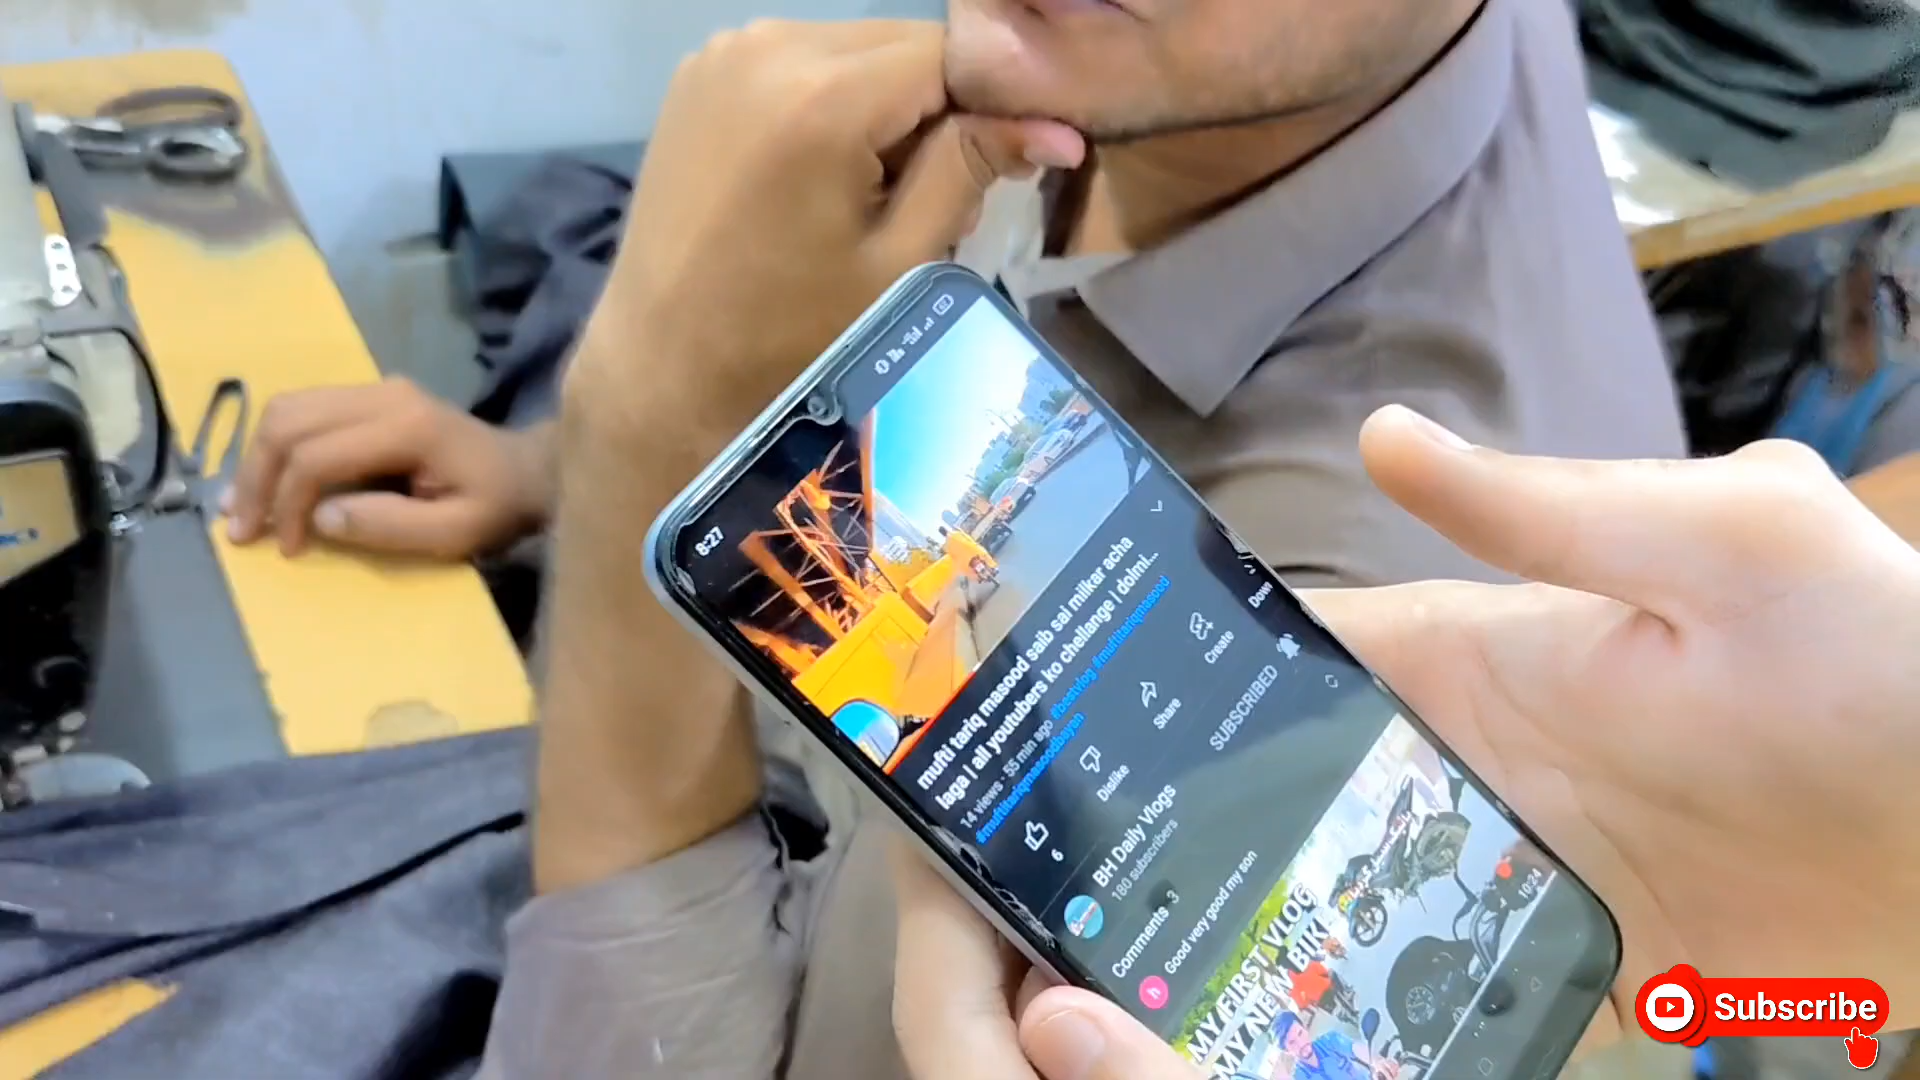 8:27
mufti tariq masood saib sai milkar acha
laga | all youtubers ko chellange | dolmi...
14 views · 55 min ago #bestvlog #muftitariqmasood
#muftitariqmasoodbayan
6
Dislike
Share
Create
BH Daily Vlogs
180 subscribers
SUBSCRIBED
Comments 3
h
Good very good my son
MY FIRST VLOG
MY NEW BIKE
10:24
Subscribe